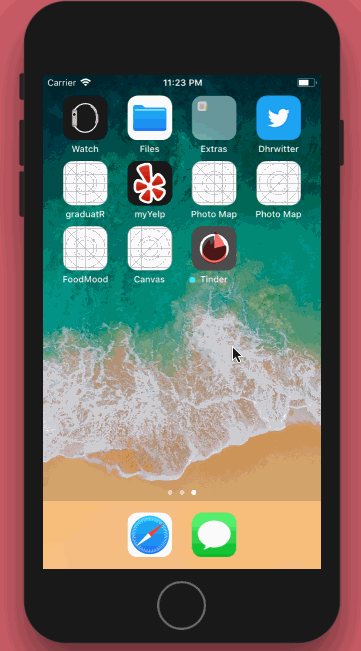 Carrier 11:23 PM
Watch Files Extras Dhrwitter
graduatR myYelp Photo Map Photo Map
FoodMood Canvas Tinder